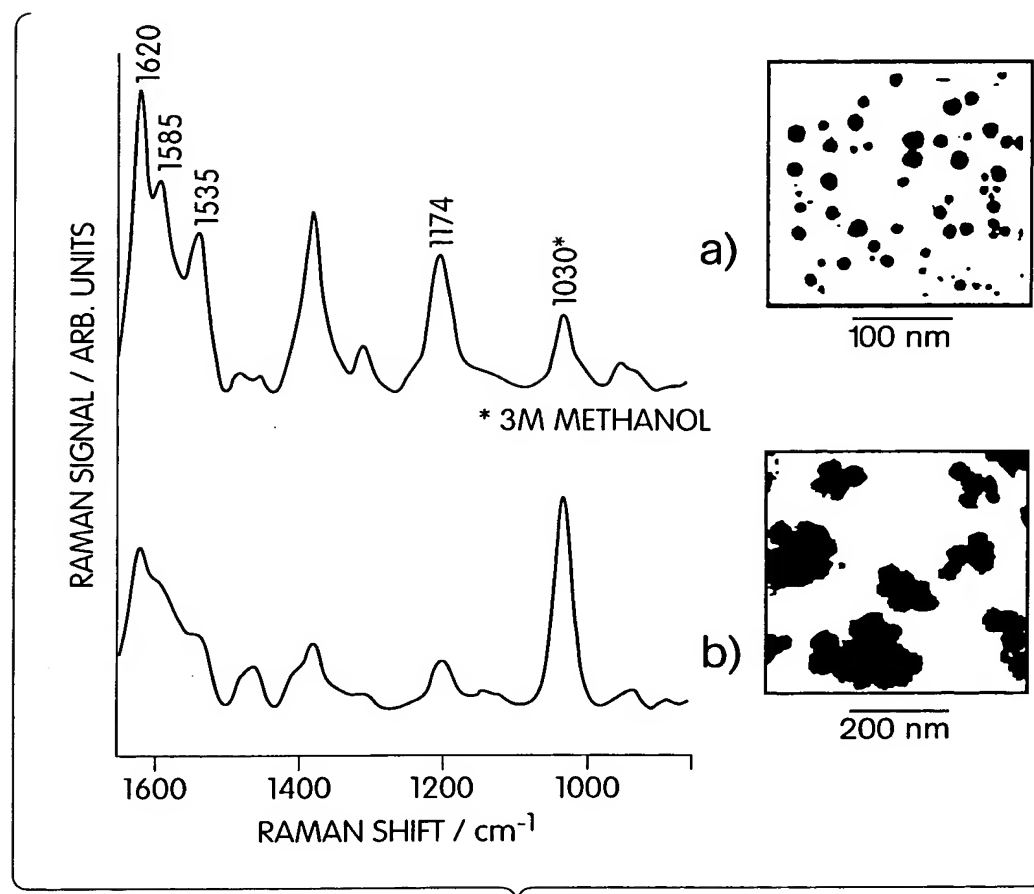 1620
1585
1535
1174
1030*
* 3M METHANOL
RAMAN SIGNAL / ARB. UNITS
1600 1400 1200 1000
RAMAN SHIFT / cm⁻¹
a)
100 nm
b)
200 nm